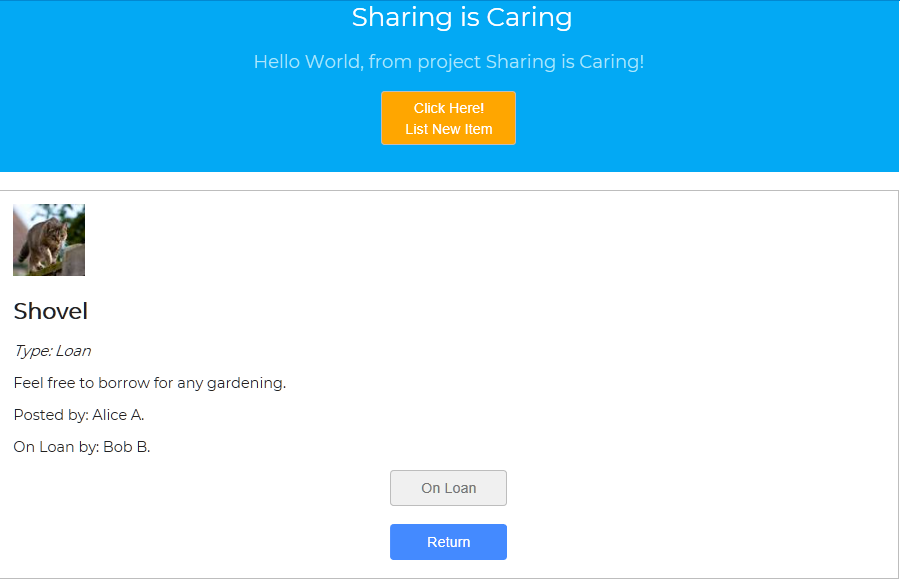 Sharing is Caring
Hello World, from project Sharing is Caring!
Click Here!
List New Item
Shovel
Type: Loan
Feel free to borrow for any gardening.
Posted by: Alice A.
On Loan by: Bob B.
On Loan
Return